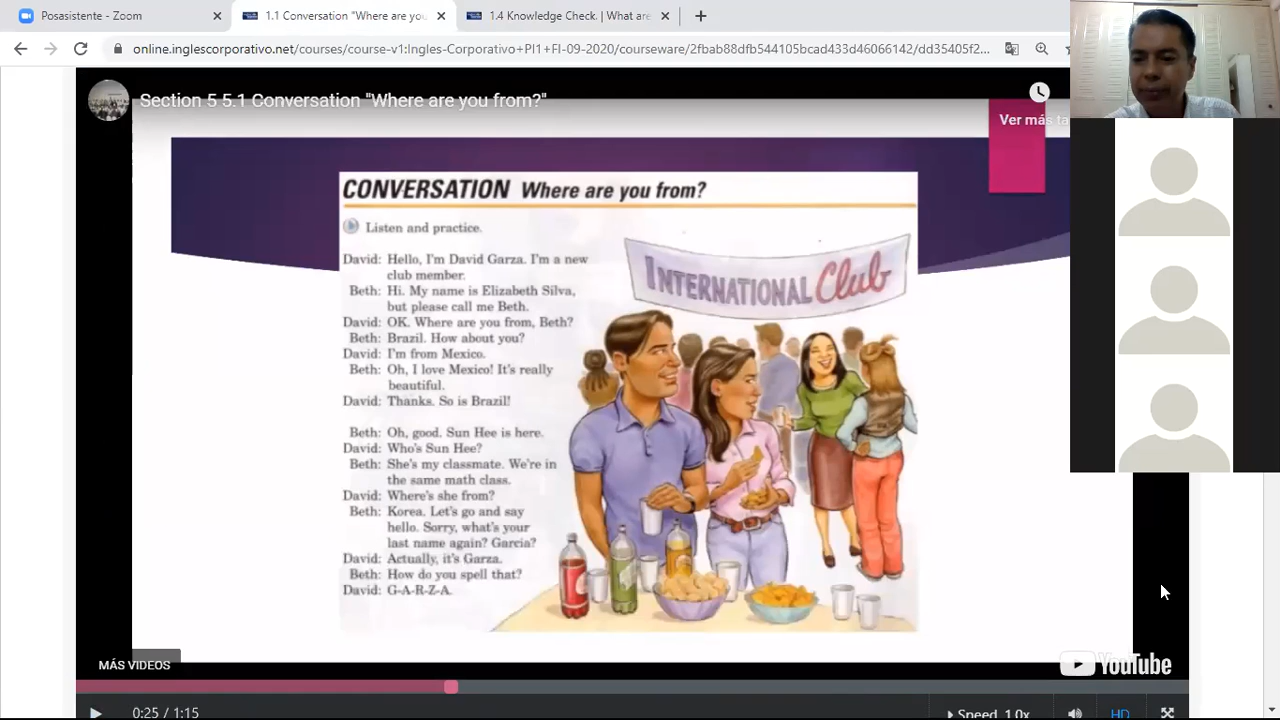 Posasistente - Zoom
1.1 Conversation "Where are you
1.4 Knowledge Check. | What are
online.inglescorporativo.net/courses/course-v1:Ingles-Corporativo+PI1+FI-09-2020/courseware/2fbab88dfb544105bcad433d46066142/dd35405f2...
Section 5 5.1 Conversation "Where are you from?"
Ver más ta
CONVERSATION Where are you from?
Listen and practice.
David: Hello, I'm David Garza. I'm a new
club member.
Beth: Hi. My name is Elizabeth Silva,
but please call me Beth.
David: OK. Where are you from, Beth?
Beth: Brazil. How about you?
David: I'm from Mexico.
Beth: Oh, I love Mexico! It's really
beautiful.
David: Thanks. So is Brazil!
Beth: Oh, good. Sun Hee is here.
David: Who's Sun Hee?
Beth: She's my classmate. We're in
the same math class.
David: Where's she from?
Beth: Korea. Let's go and say
hello. Sorry, what's your
last name again? Garcia?
David: Actually, it's Garza.
Beth: How do you spell that?
David: G-A-R-Z-A.
INTERNATIONAL Club
MÁS VIDEOS
YouTube
0:25 / 1:15
Speed 1.0x
HD